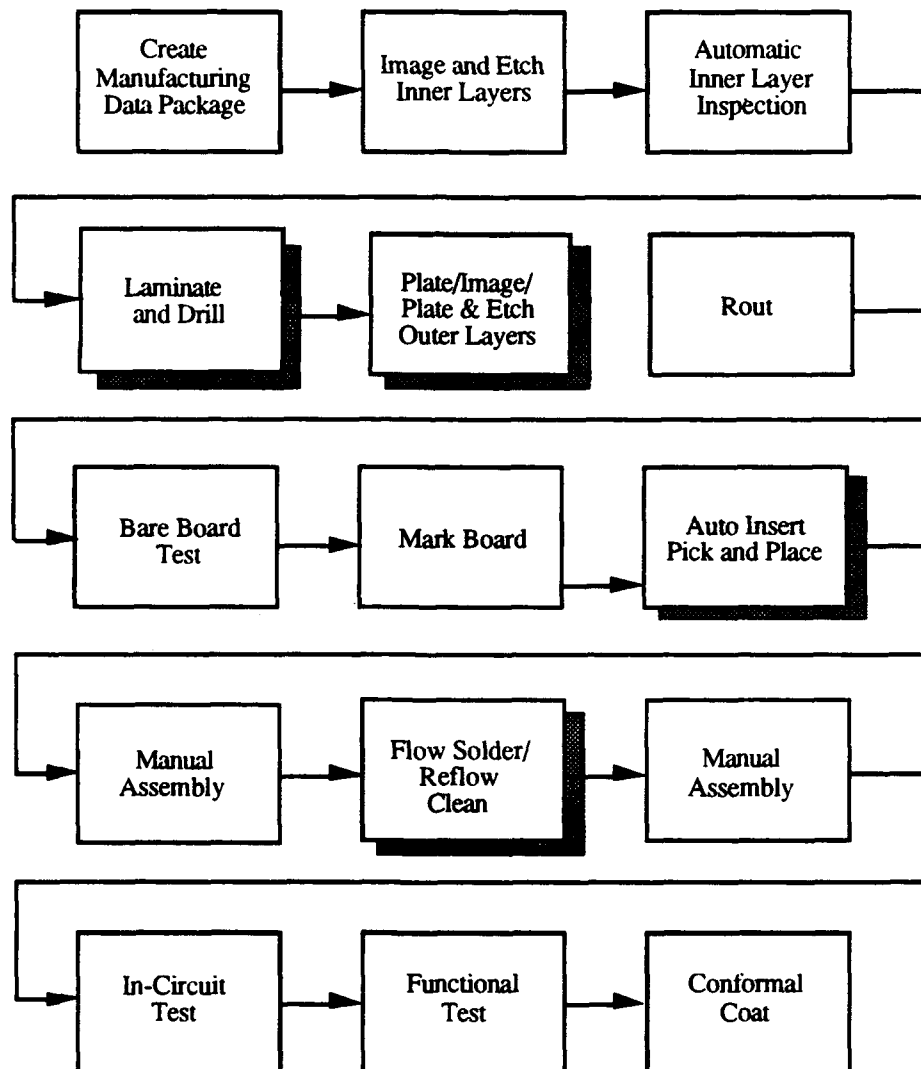 Create
Manufacturing
Data Package
Image and Etch
Inner Layers
Automatic
Inner Layer
Inspection
Laminate
and Drill
Plate/Image/
Plate & Etch
Outer Layers
Rout
Bare Board
Test
Mark Board
Auto Insert
Pick and Place
Manual
Assembly
Flow Solder/
Reflow
Clean
Manual
Assembly
In-Circuit
Test
Functional
Test
Conformal
Coat